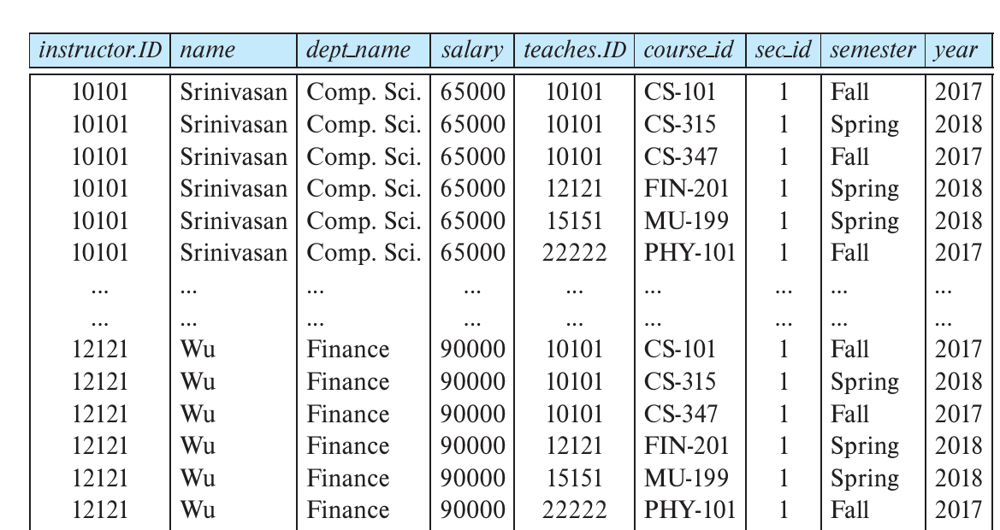 instructor.ID name dept_name salary teaches.ID course_id sec_id semester year
10101 Srinivasan Comp. Sci. 65000 10101 CS-101 1 Fall 2017
10101 Srinivasan Comp. Sci. 65000 10101 CS-315 1 Spring 2018
10101 Srinivasan Comp. Sci. 65000 10101 CS-347 1 Fall 2017
10101 Srinivasan Comp. Sci. 65000 12121 FIN-201 1 Spring 2018
10101 Srinivasan Comp. Sci. 65000 15151 MU-199 1 Spring 2018
10101 Srinivasan Comp. Sci. 65000 22222 PHY-101 1 Fall 2017
... ... ... ... ... ... ... ... ...
... ... ... ... ... ... ... ... ...
12121 Wu Finance 90000 10101 CS-101 1 Fall 2017
12121 Wu Finance 90000 10101 CS-315 1 Spring 2018
12121 Wu Finance 90000 10101 CS-347 1 Fall 2017
12121 Wu Finance 90000 12121 FIN-201 1 Spring 2018
12121 Wu Finance 90000 15151 MU-199 1 Spring 2018
12121 Wu Finance 90000 22222 PHY-101 1 Fall 2017